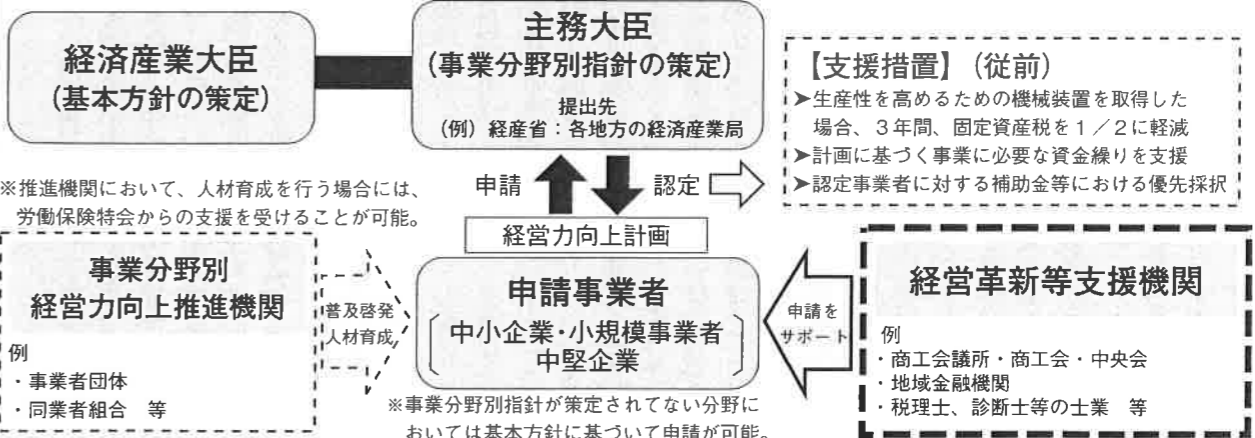 経済産業大臣
(基本方針の策定)
主務大臣
(事業分野別指針の策定)
提出先
(例)経産省：各地方の経済産業局
【支援措置】(従前)
➤生産性を高めるための機械装置を取得した
場合、3年間、固定資産税を1／2に軽減
➤計画に基づく事業に必要な資金繰りを支援
➤認定事業者に対する補助金等における優先採択
※推進機関において、人材育成を行う場合には、
労働保険特会からの支援を受けることが可能。
申請
認定
経営力向上計画
事業分野別
経営力向上推進機関
例
・事業者団体
・同業者組合　等
普及啓発
人材育成
申請事業者
中小企業・小規模事業者
中堅企業
申請を
サポート
経営革新等支援機関
例
・商工会議所・商工会・中央会
・地域金融機関
・税理士、診断士等の士業　等
※事業分野別指針が策定されてない分野に
おいては基本方針に基づいて申請が可能。